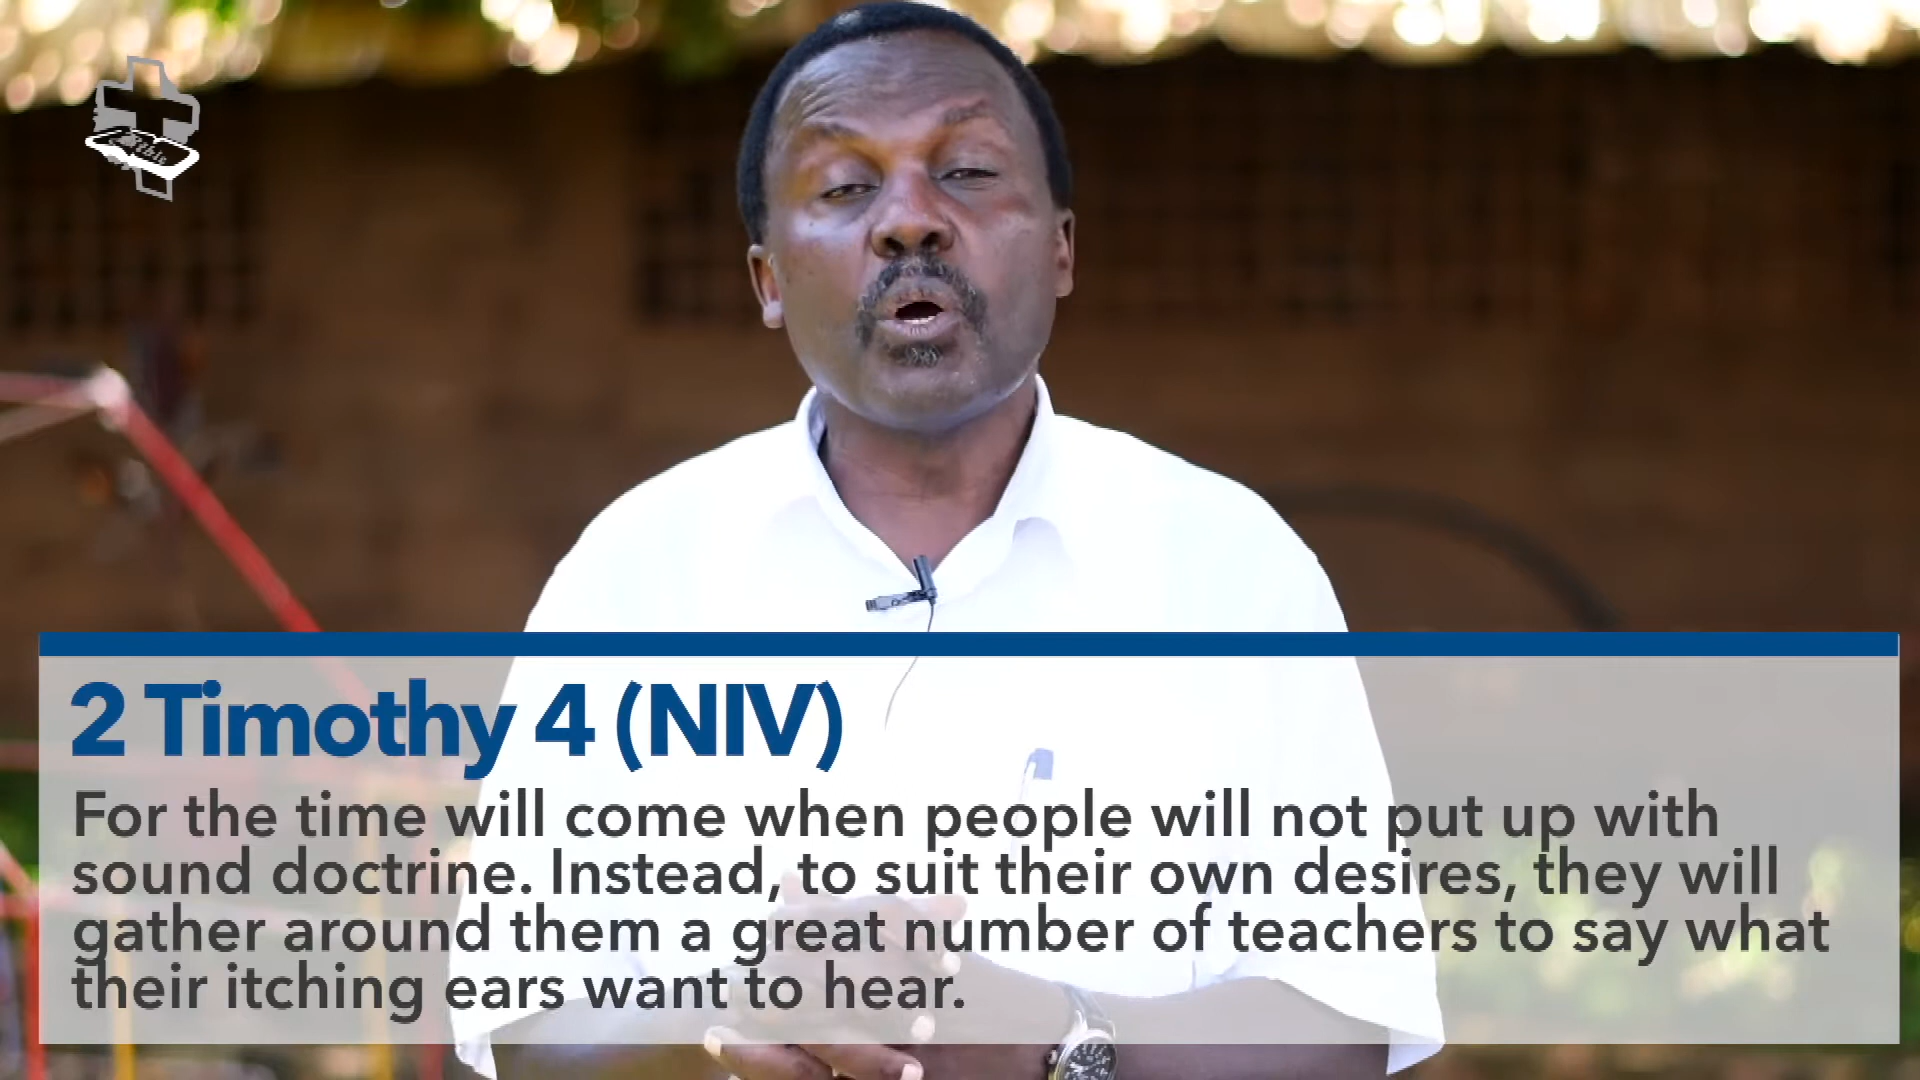 2 Timothy 4 (NIV)
For the time will come when people will not put up with
sound doctrine. Instead, to suit their own desires, they will
gather around them a great number of teachers to say what
their itching ears want to hear.